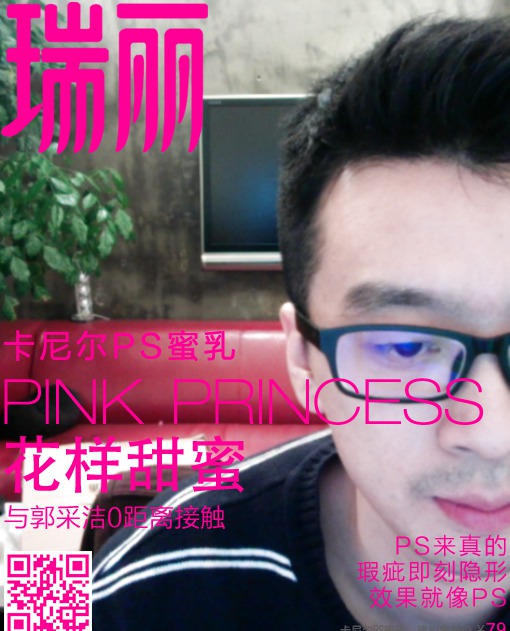 瑞丽
卡尼尔PS蜜乳
PINK PRINCESS
花样甜蜜
与郭采洁0距离接触
PS来真的
瑕疵即刻隐形
效果就像PS